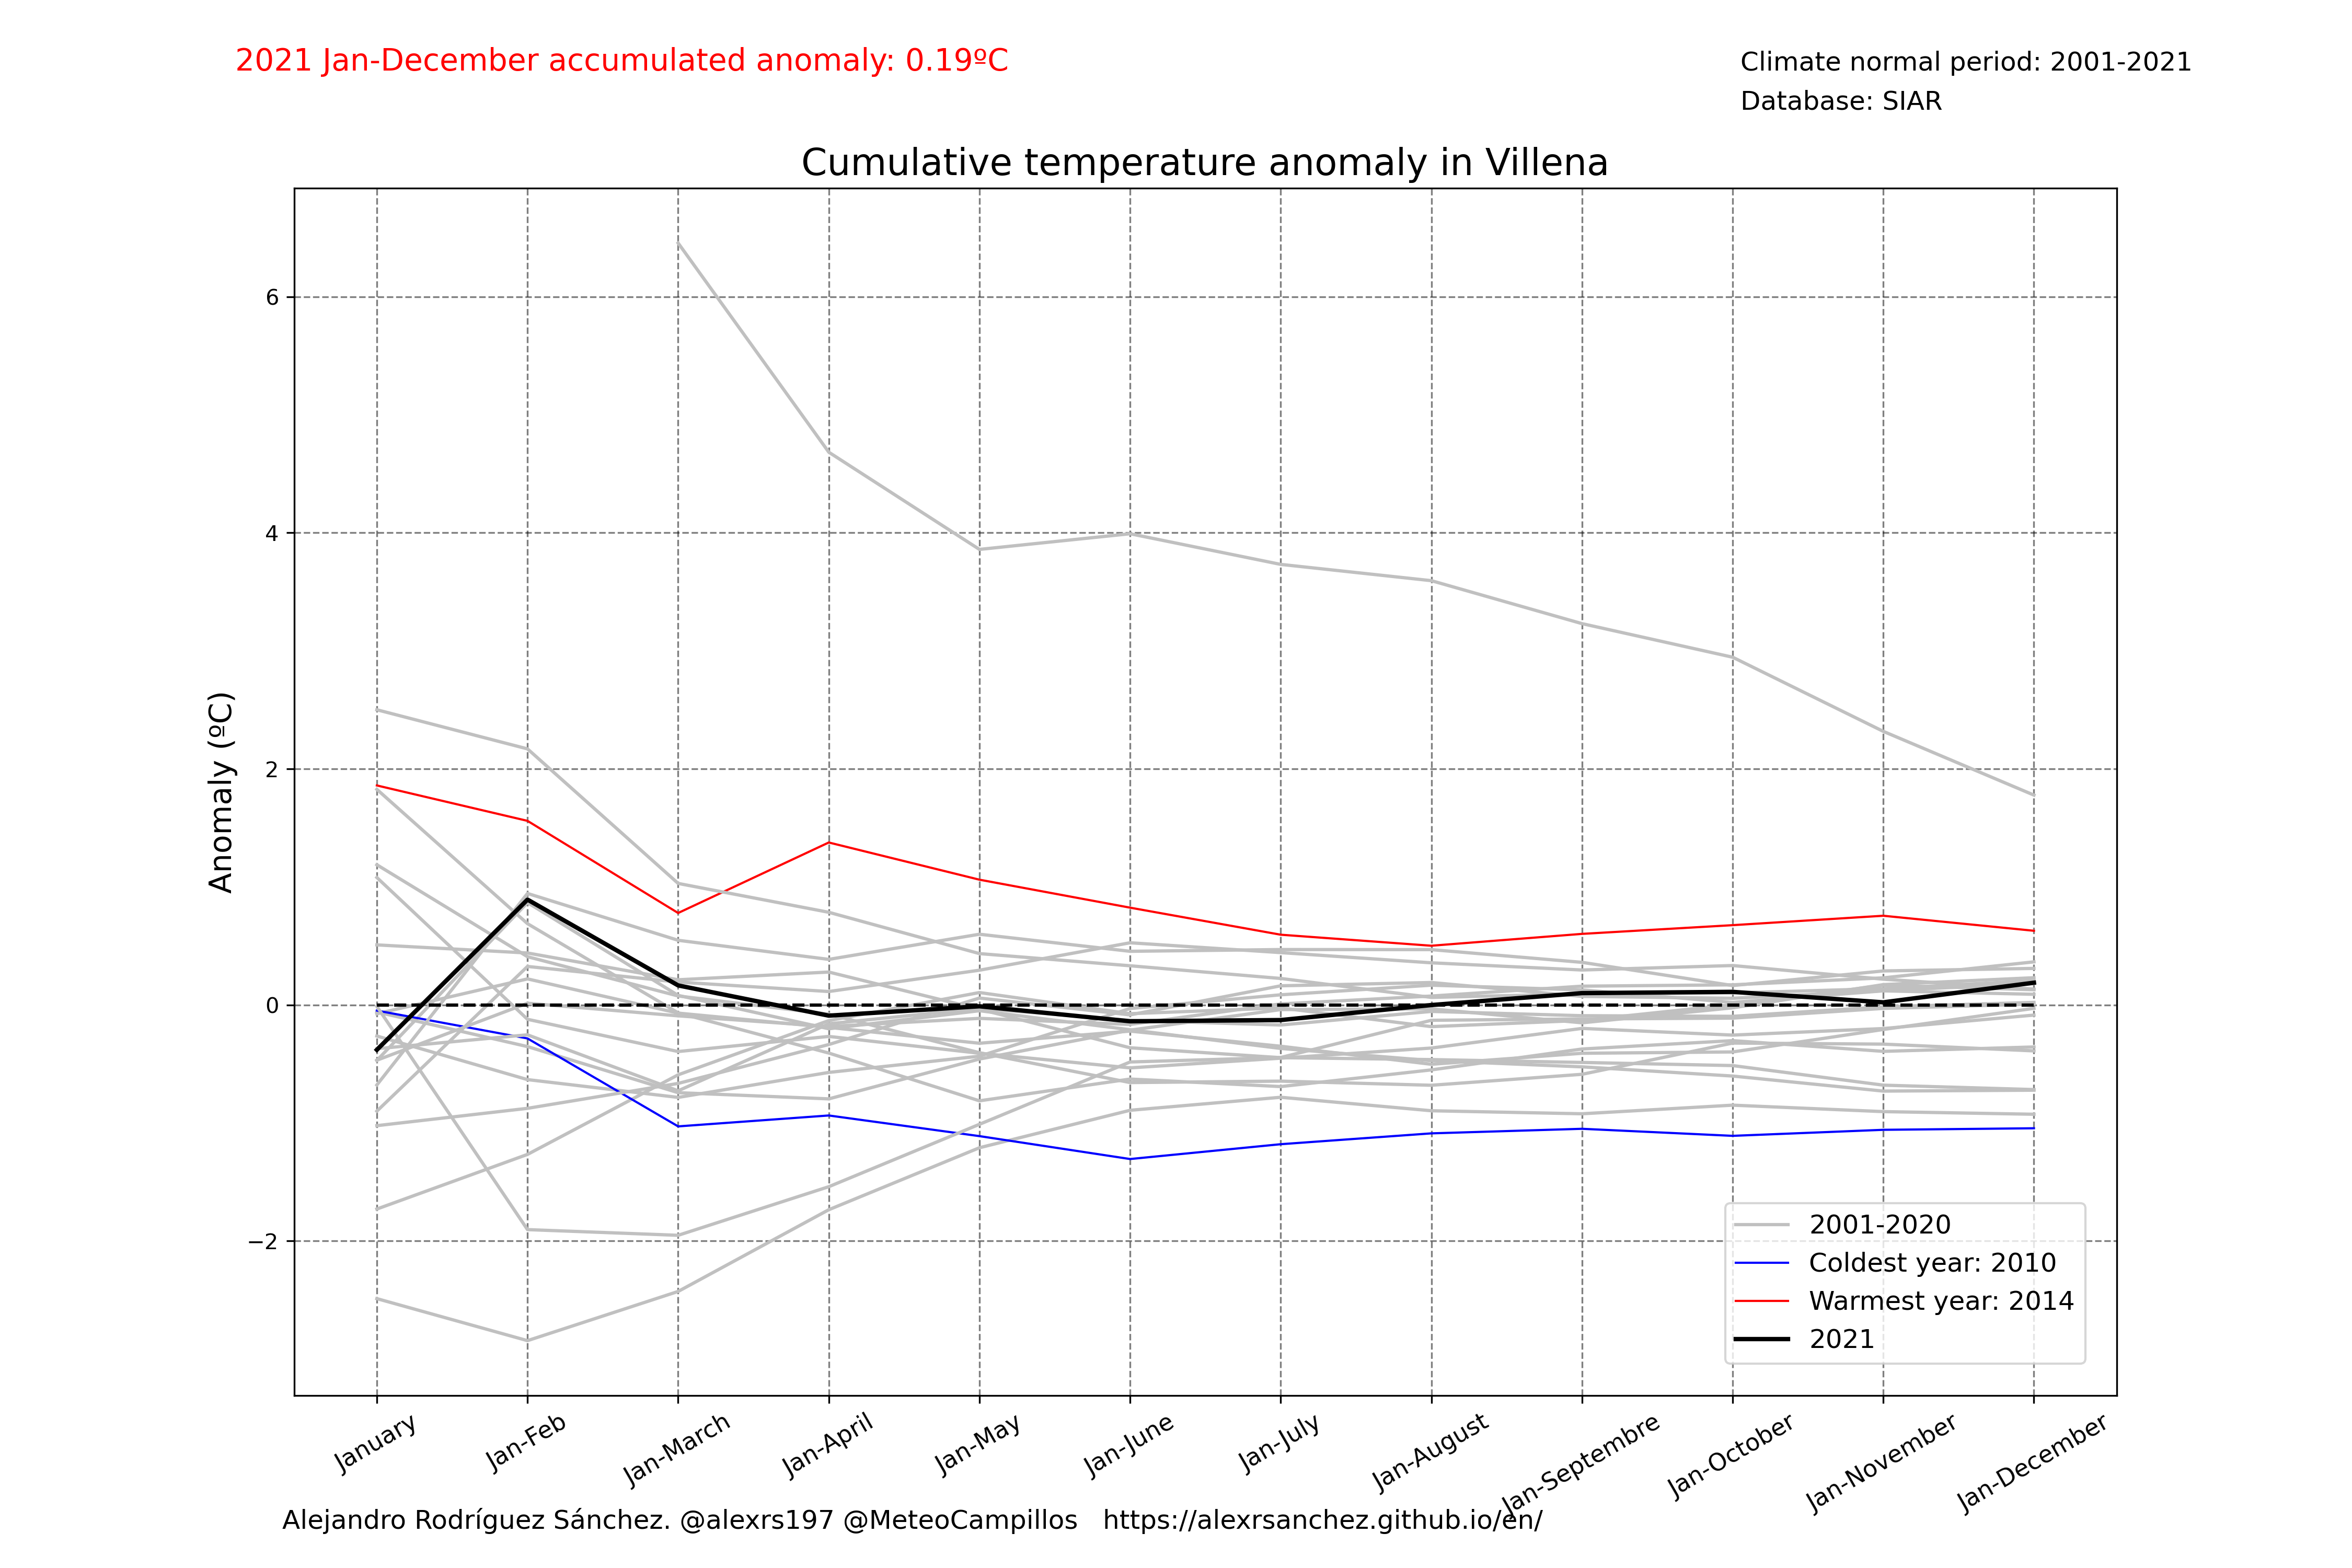 2021 Jan-December accumulated anomaly: 0.19ºC
Climate normal period: 2001-2021
Database: SIAR
Cumulative temperature anomaly in Villena
Anomaly (ºC)
6
4
2
0
−2
2001-2020
Coldest year: 2010
Warmest year: 2014
2021
January
Jan-Feb
Jan-March
Jan-April
Jan-May
Jan-June
Jan-July
Jan-August
Jan-Septembre
Jan-October
Jan-November
Jan-December
Alejandro Rodríguez Sánchez. @alexrs197 @MeteoCampillos https://alexrsanchez.github.io/en/